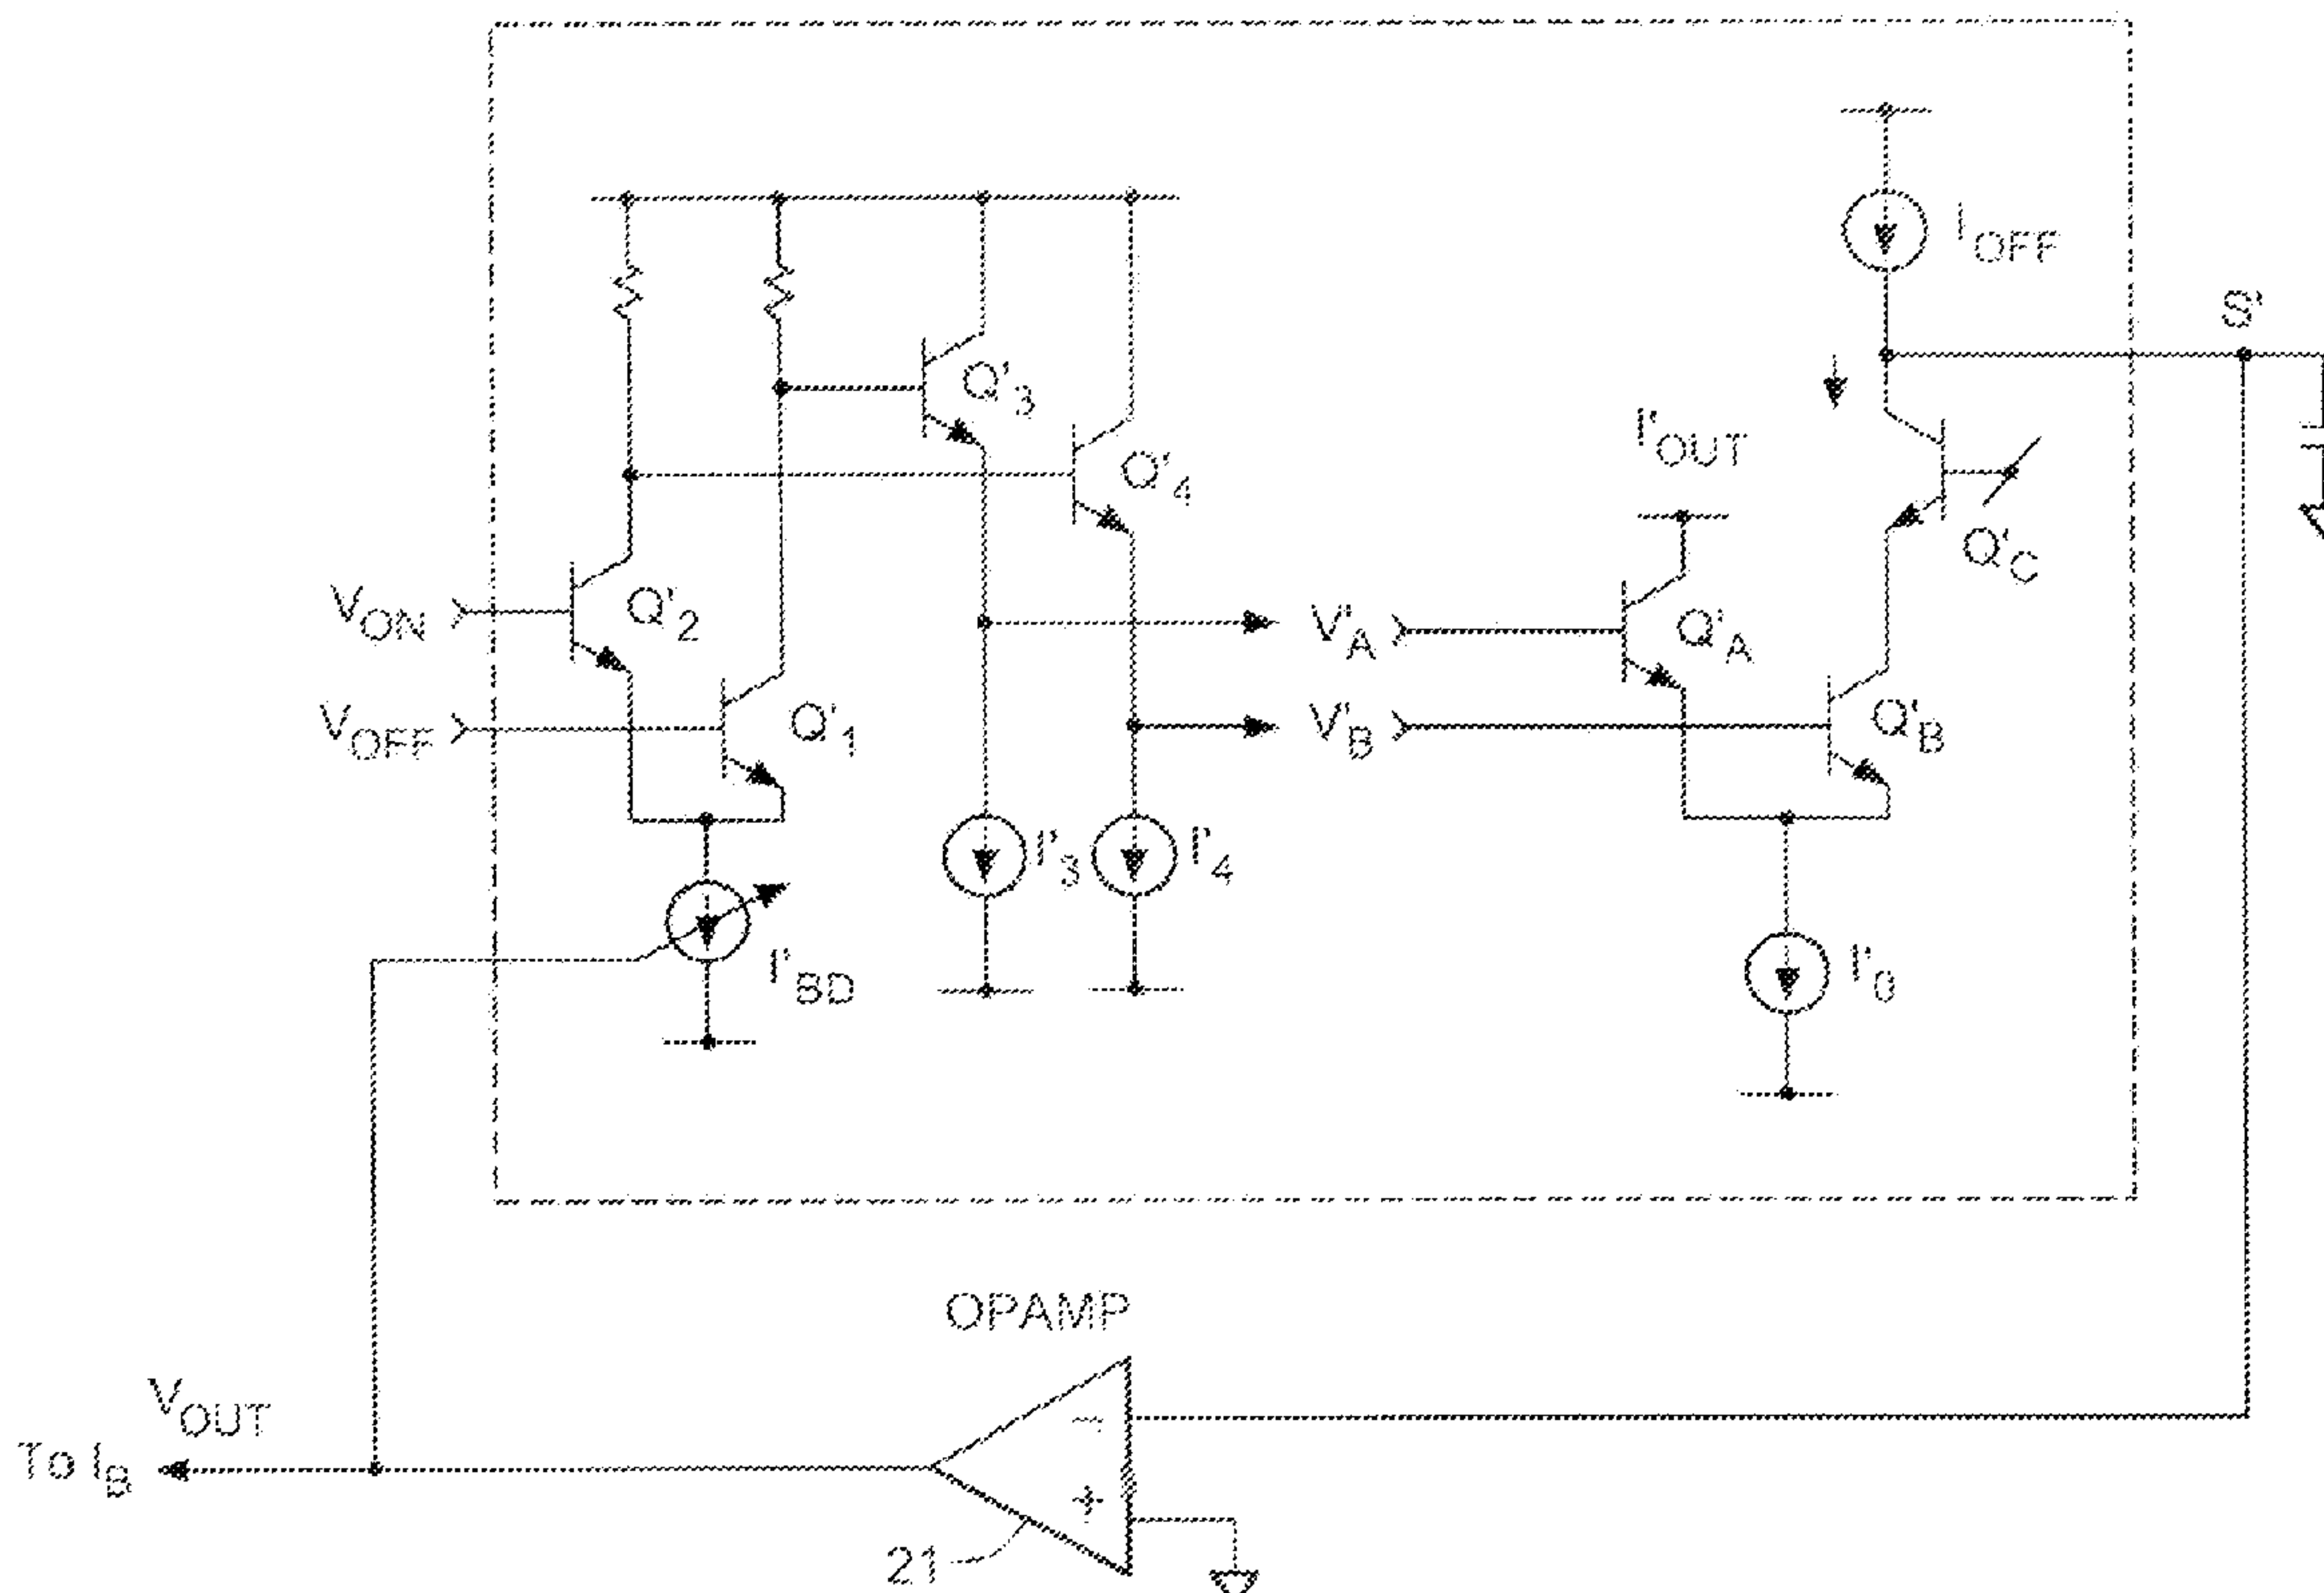 I_OFF
S'
Q'_3
I'_OUT
Q'_4
Q'_C
V_ON
Q'_2
V'_A
Q'_A
V_OFF
Q'_1
V'_B
Q'_B
I'_3
I'_4
I'_BD
I'_0
OPAMP
V_OUT
−
To I_B
+
21